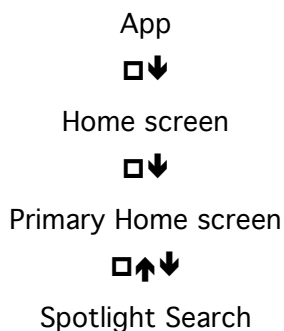 App
◻🡫
Home screen
◻🡫
Primary Home screen
◻🡩🡫
Spotlight Search